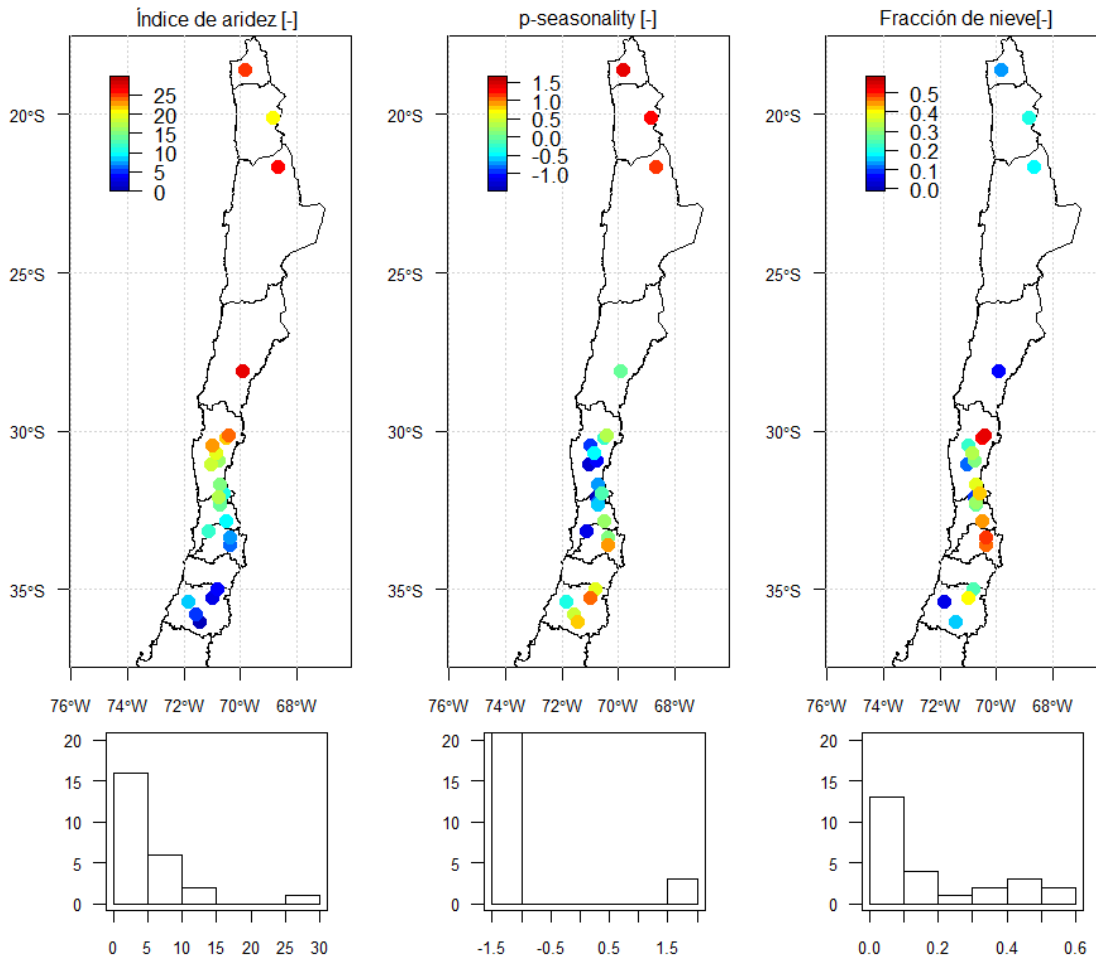 Índice de aridez [-]
p-seasonality [-]
Fracción de nieve[-]
20°S
25°S
30°S
35°S
25
20
15
10
5
0
76°W 74°W 72°W 70°W 68°W
20°S
25°S
30°S
35°S
1.5
1.0
0.5
0.0
-0.5
-1.0
76°W 74°W 72°W 70°W 68°W
20°S
25°S
30°S
35°S
0.5
0.4
0.3
0.2
0.1
0.0
76°W 74°W 72°W 70°W 68°W
20
15
10
5
0
0 5 10 15 20 25 30
20
15
10
5
0
-1.5 -0.5 0.5 1.5
20
15
10
5
0
0.0 0.2 0.4 0.6